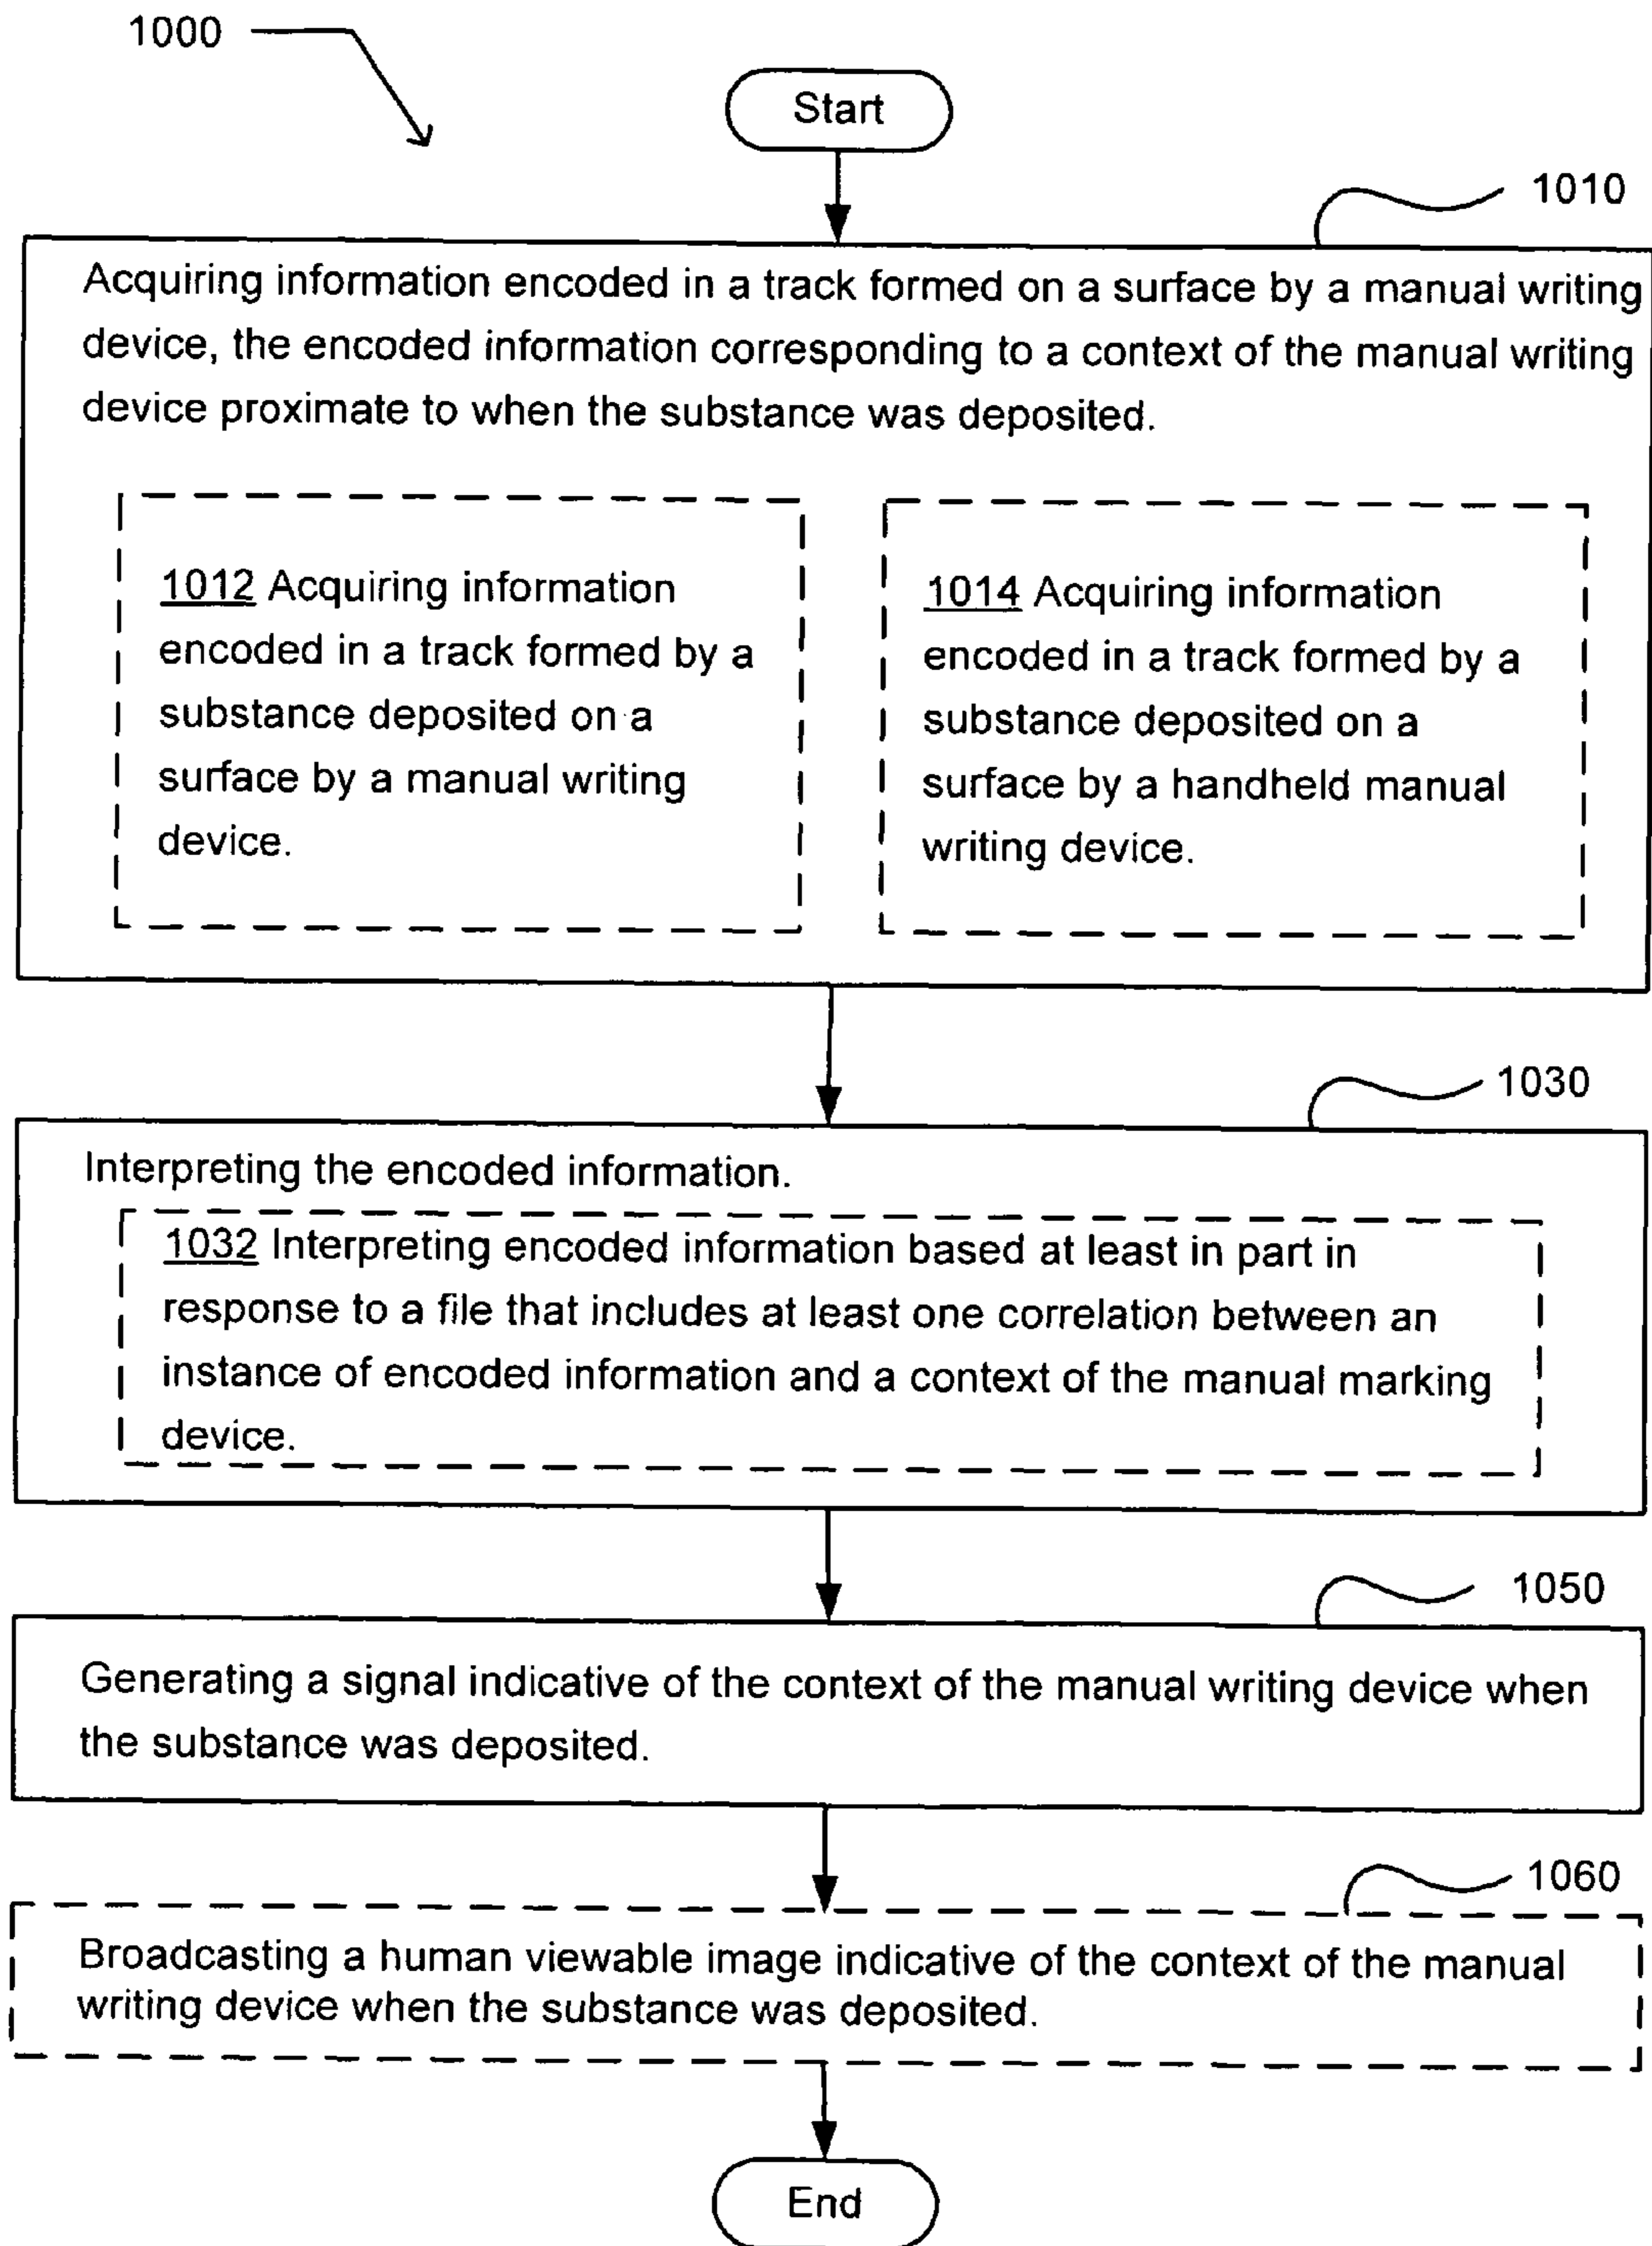 1000
Start
1010
Acquiring information encoded in a track formed on a surface by a manual writing
device, the encoded information corresponding to a context of the manual writing
device proximate to when the substance was deposited.
1012 Acquiring information
encoded in a track formed by a
substance deposited on a
surface by a manual writing
device.
1014 Acquiring information
encoded in a track formed by a
substance deposited on a
surface by a handheld manual
writing device.
1030
Interpreting the encoded information.
1032 Interpreting encoded information based at least in part in
response to a file that includes at least one correlation between an
instance of encoded information and a context of the manual marking
device.
1050
Generating a signal indicative of the context of the manual writing device when
the substance was deposited.
1060
Broadcasting a human viewable image indicative of the context of the manual
writing device when the substance was deposited.
End